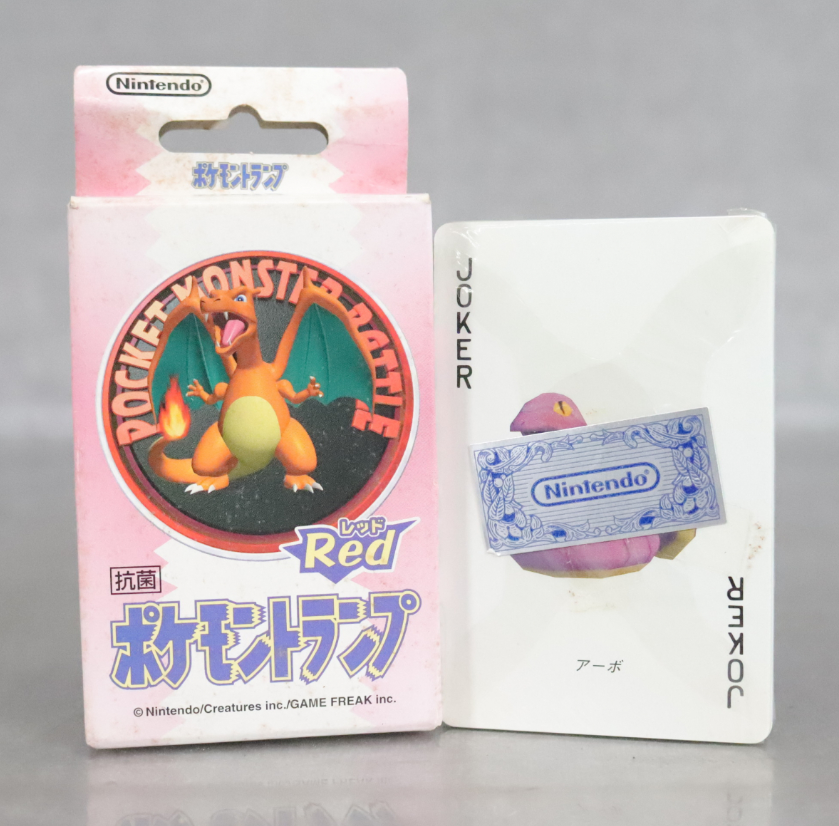 Nintendo®
ポケモントランプ
POCKET MONSTER BATTLE
レッド
Red
抗菌
ポケモントランプ
©Nintendo/Creatures inc./GAME FREAK inc.
JOKER
Nintendo®
アーボ
JOKER